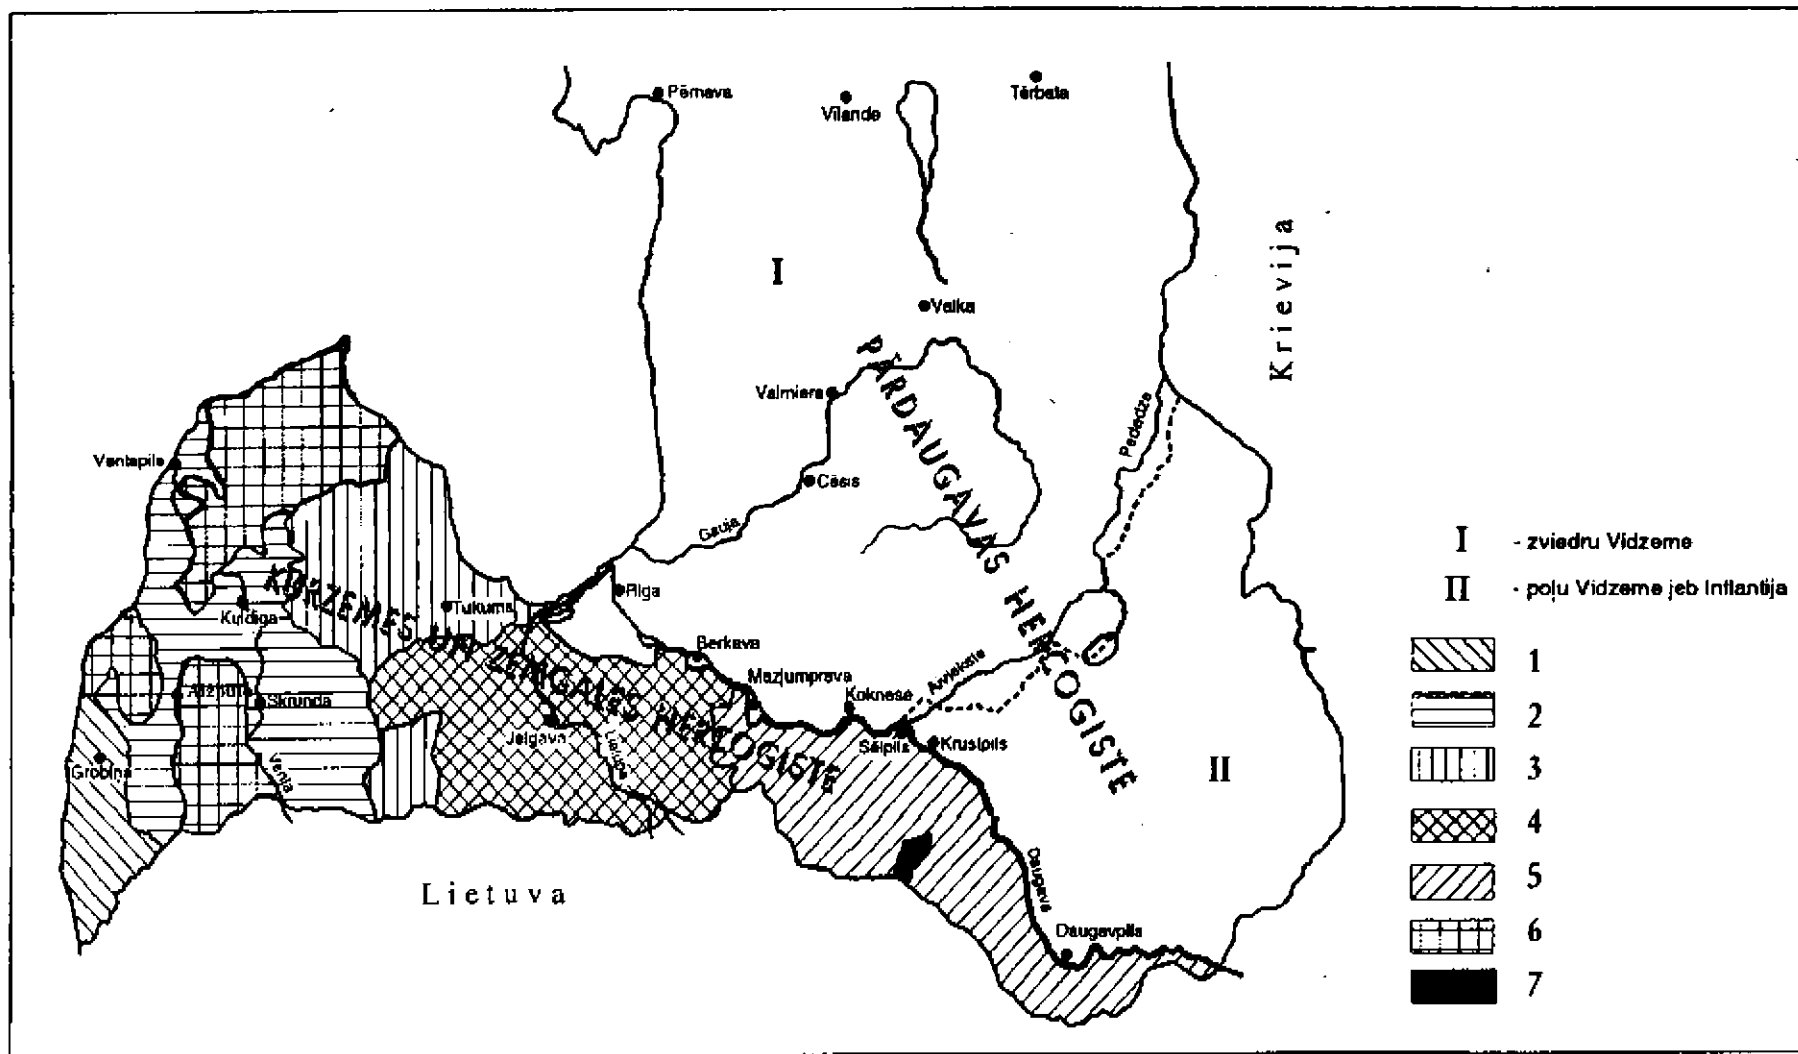 Pērnava
Vilande
Tērbata
I
Krievija
Valka
PĀRDAUGAVAS HERCOGISTE
Valmiera
Pededze
Ventspils
Cēsis
Gauja
I - zviedru Vidzeme
II - poļu Vidzeme jeb Inflantija
Rīga
KURZEMES UN ZEMGALES HERCOGISTE
Kuldīga
Tukums
Berkava
Mazjumprava
Koknese
Aiviekste
Aizpute
Skrunda
Jelgava
Lielupe
Sēlpils
Krustpils
II
Grobiņa
Venta
Daugava
Lietuva
Daugavpils
1
2
3
4
5
6
7